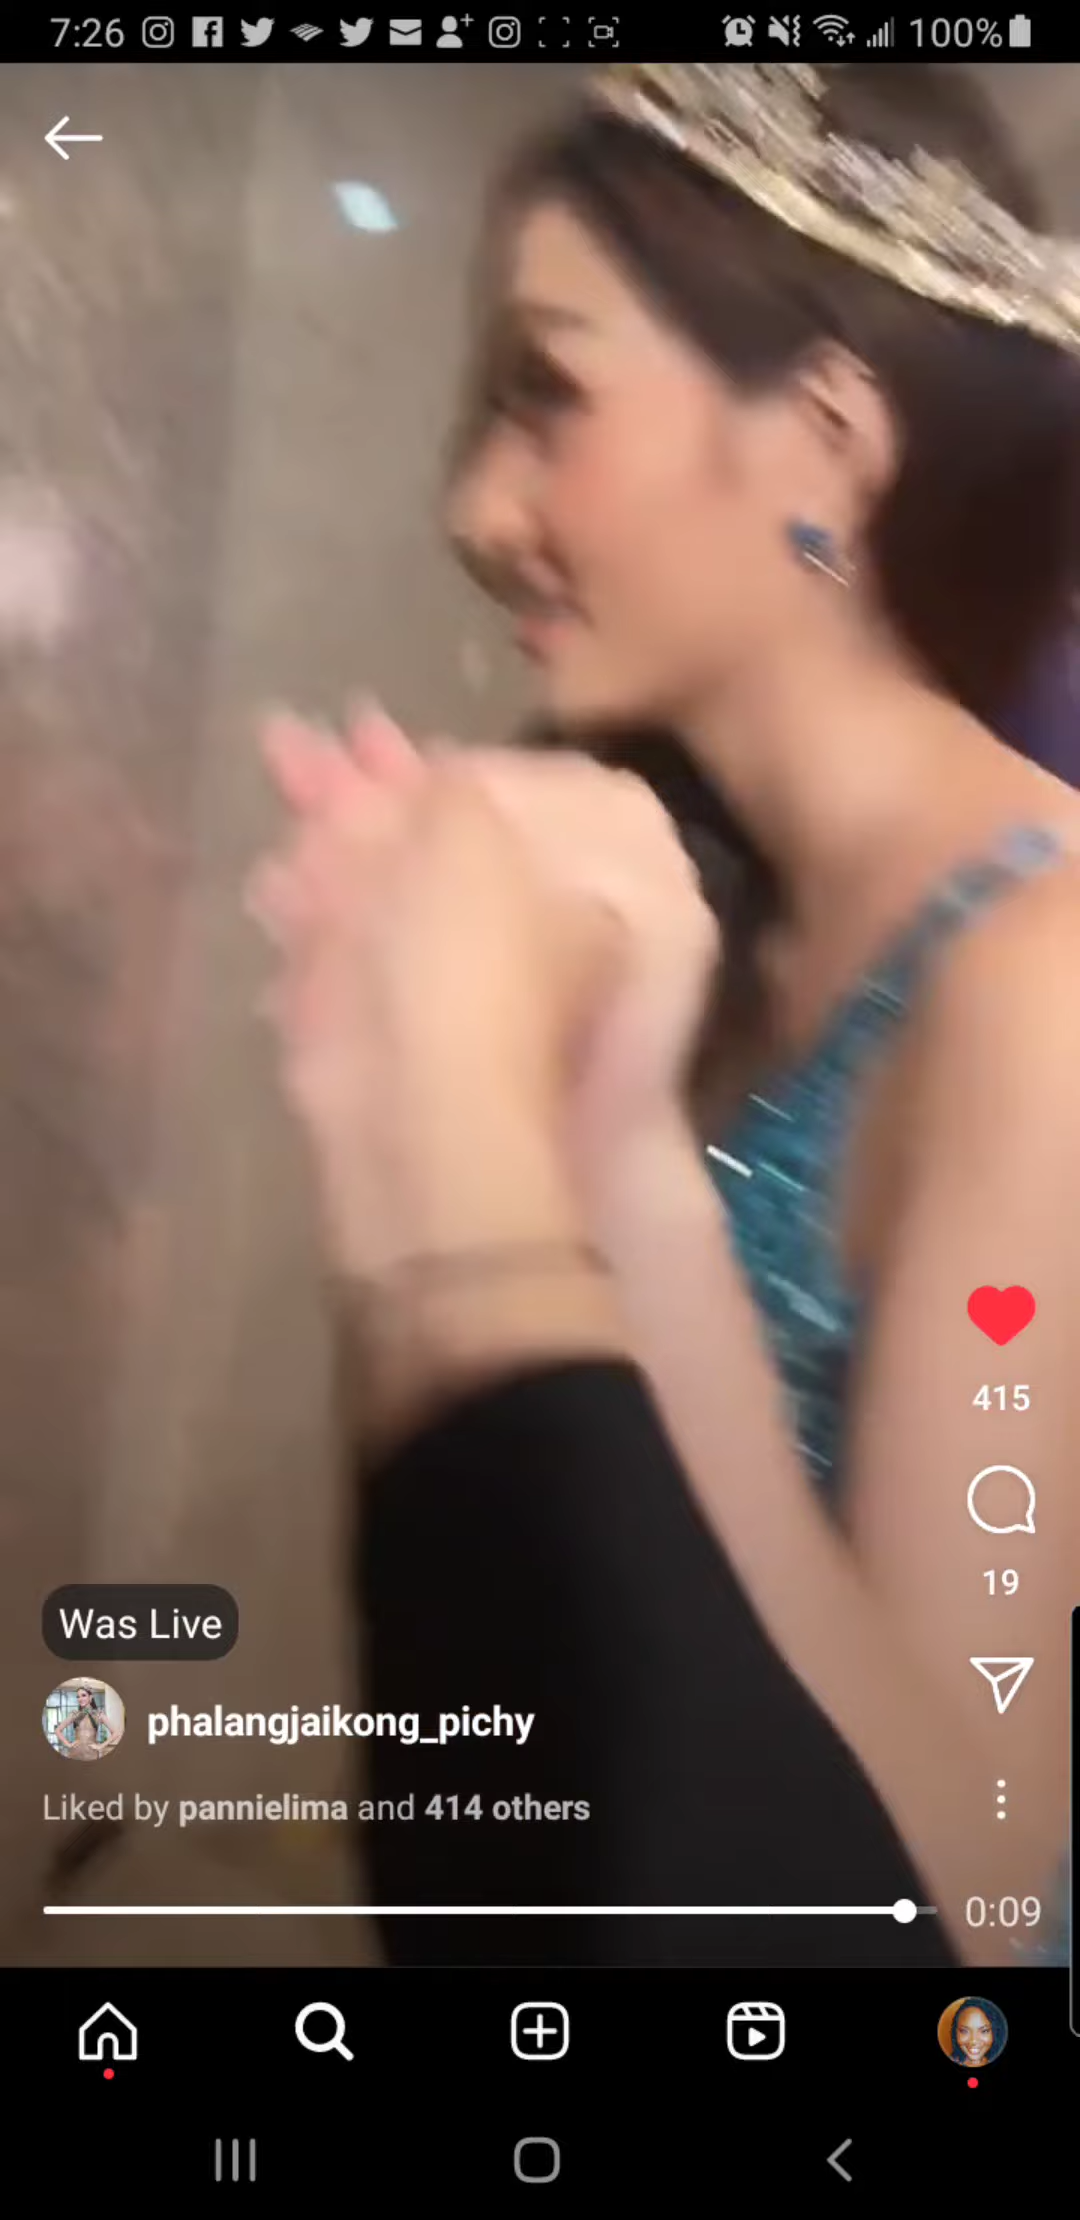 7:26
100%
415
19
Was Live
phalangjaikong_pichy
Liked by pannielima and 414 others
0:09